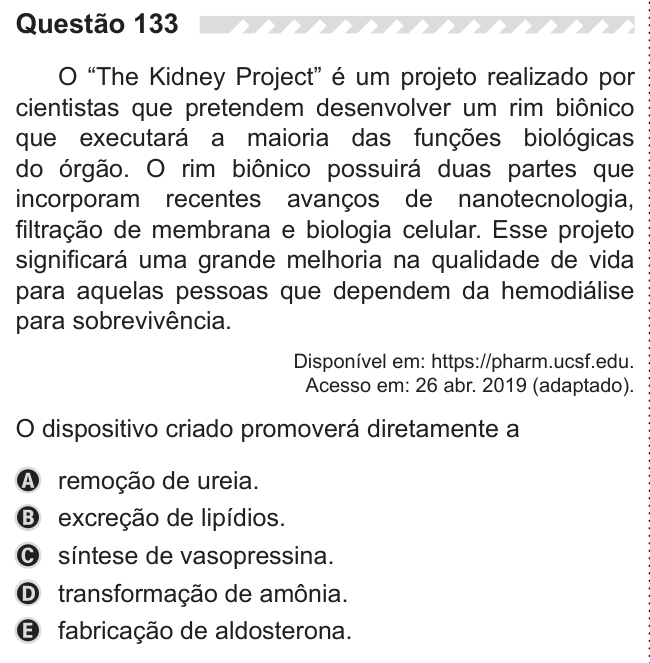 Questão 133
O “The Kidney Project” é um projeto realizado por
cientistas que pretendem desenvolver um rim biônico
que executará a maioria das funções biológicas
do órgão. O rim biônico possuirá duas partes que
incorporam recentes avanços de nanotecnologia,
filtração de membrana e biologia celular. Esse projeto
significará uma grande melhoria na qualidade de vida
para aquelas pessoas que dependem da hemodiálise
para sobrevivência.
Disponível em: https://pharm.ucsf.edu.
Acesso em: 26 abr. 2019 (adaptado).
O dispositivo criado promoverá diretamente a
A remoção de ureia.
B excreção de lipídios.
C síntese de vasopressina.
D transformação de amônia.
E fabricação de aldosterona.